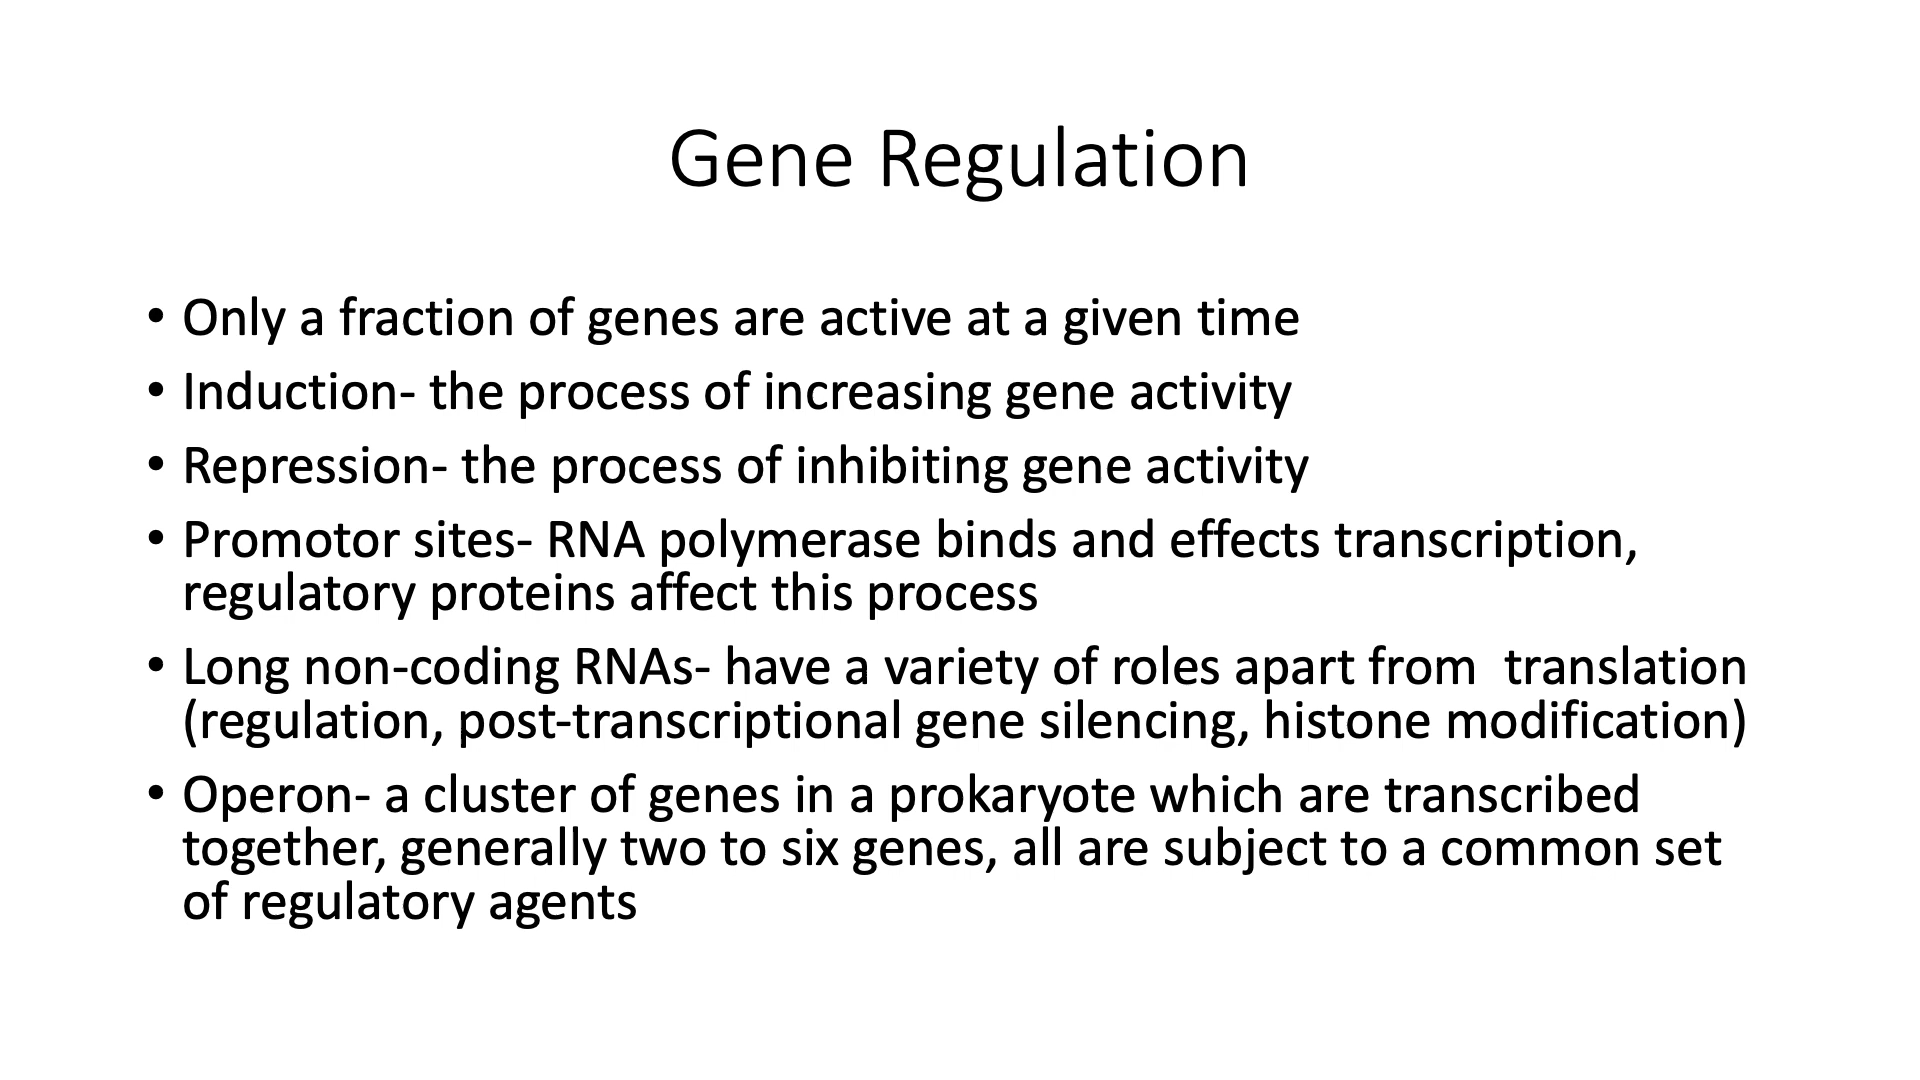 Gene Regulation
• Only a fraction of genes are active at a given time
• Induction- the process of increasing gene activity
• Repression- the process of inhibiting gene activity
• Promotor sites- RNA polymerase binds and effects transcription,
regulatory proteins affect this process
• Long non-coding RNAs- have a variety of roles apart from  translation
(regulation, post-transcriptional gene silencing, histone modification)
• Operon- a cluster of genes in a prokaryote which are transcribed
together, generally two to six genes, all are subject to a common set
of regulatory agents